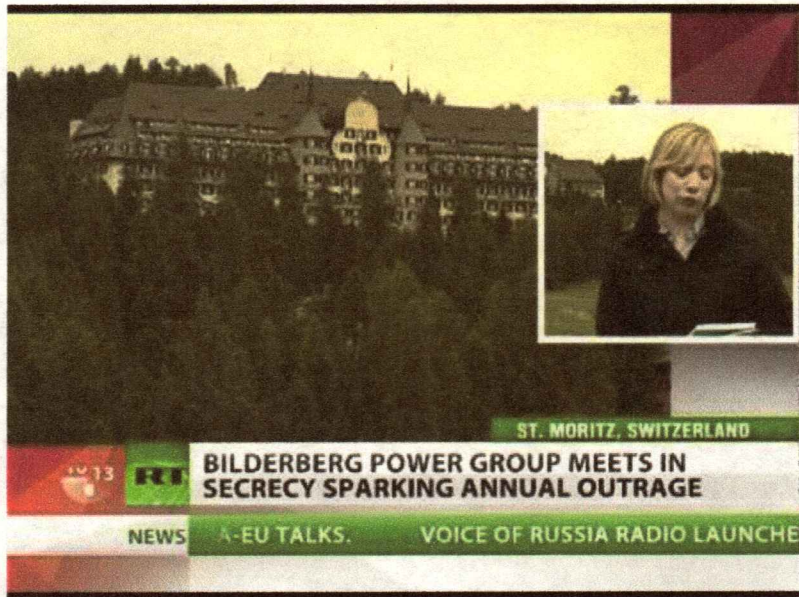 ST. MORITZ, SWITZERLAND
13 RT
BILDERBERG POWER GROUP MEETS IN
SECRECY SPARKING ANNUAL OUTRAGE
NEWS A-EU TALKS. VOICE OF RUSSIA RADIO LAUNCHE